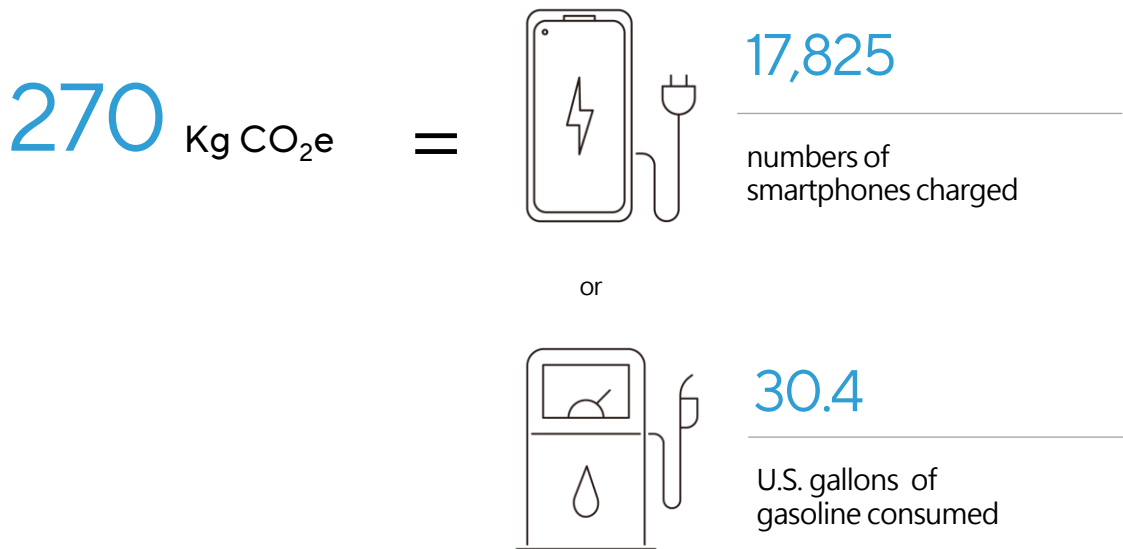 270 Kg CO₂e
=
17,825
numbers of
smartphones charged
or
30.4
U.S. gallons of
gasoline consumed